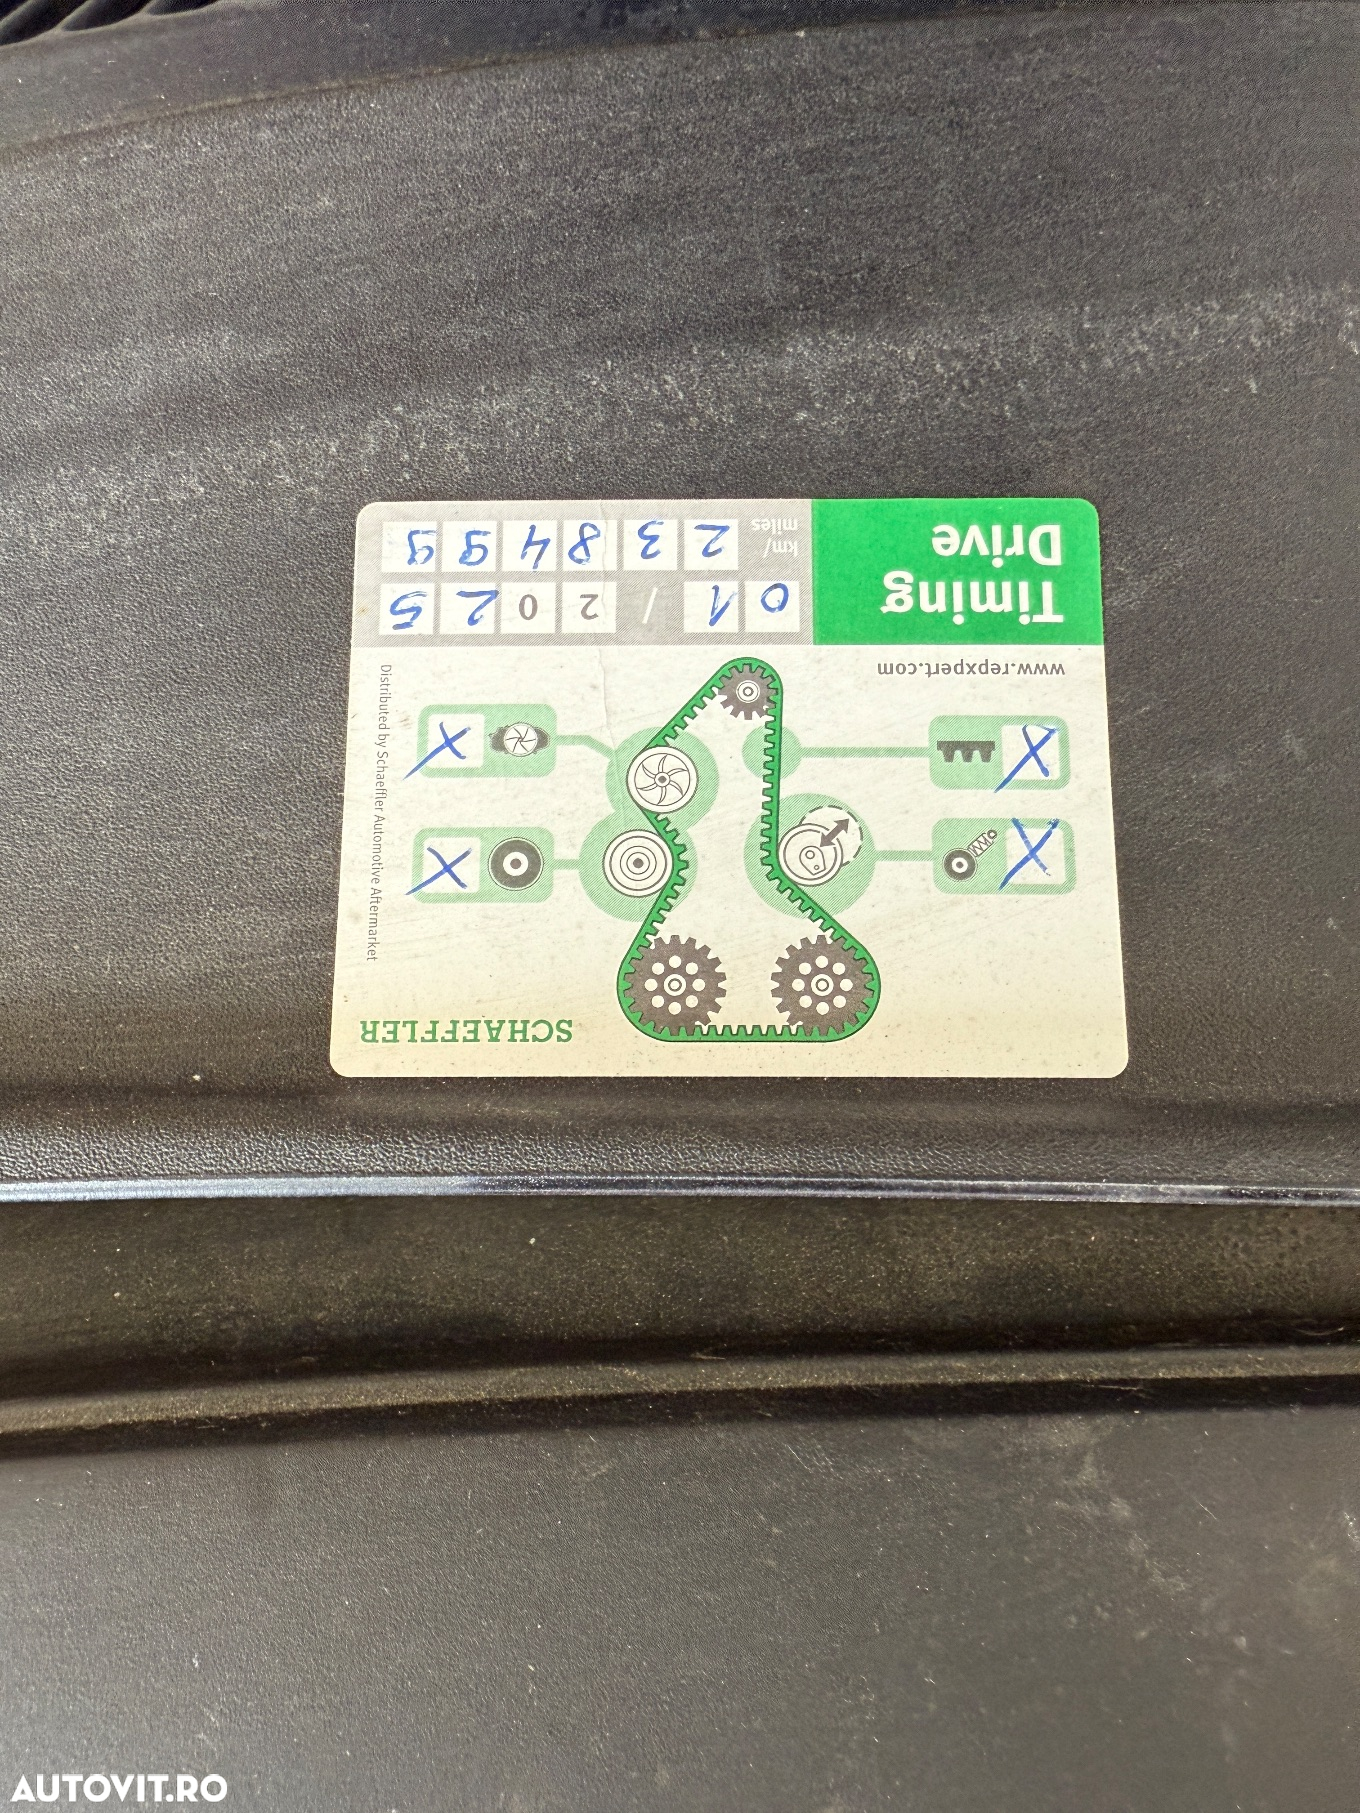 SCHAEFFLER
Distributed by Schaeffler Automotive Aftermarket
X X
X X
www.repxpert.com
Timing
Drive
01 / 2025
km/
miles
238499
AUTOVIT.RO